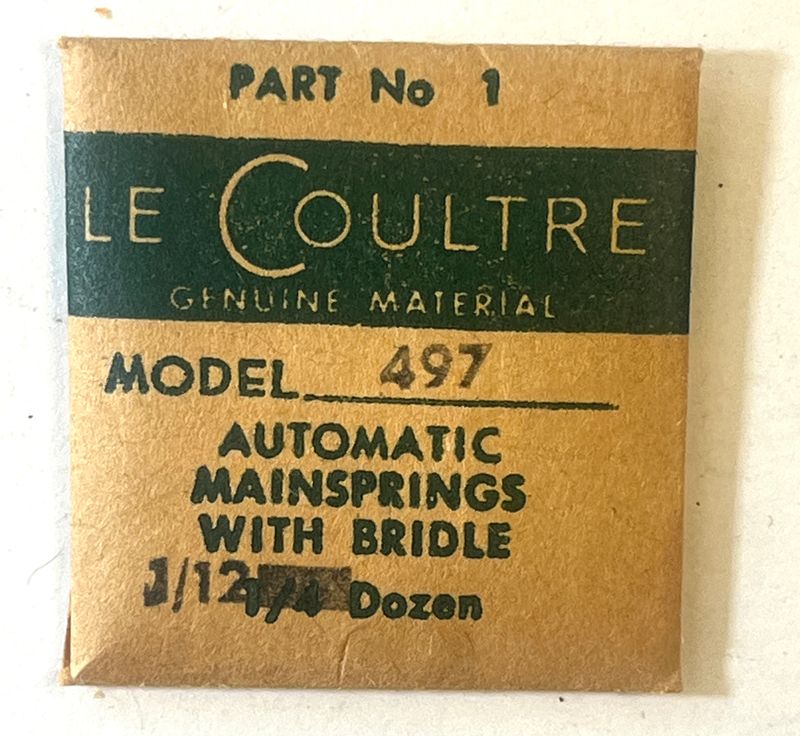 PART No 1
LE COULTRE
GENUINE MATERIAL
MODEL 497
AUTOMATIC
MAINSPRINGS
WITH BRIDLE
1/12 1/4 Dozen